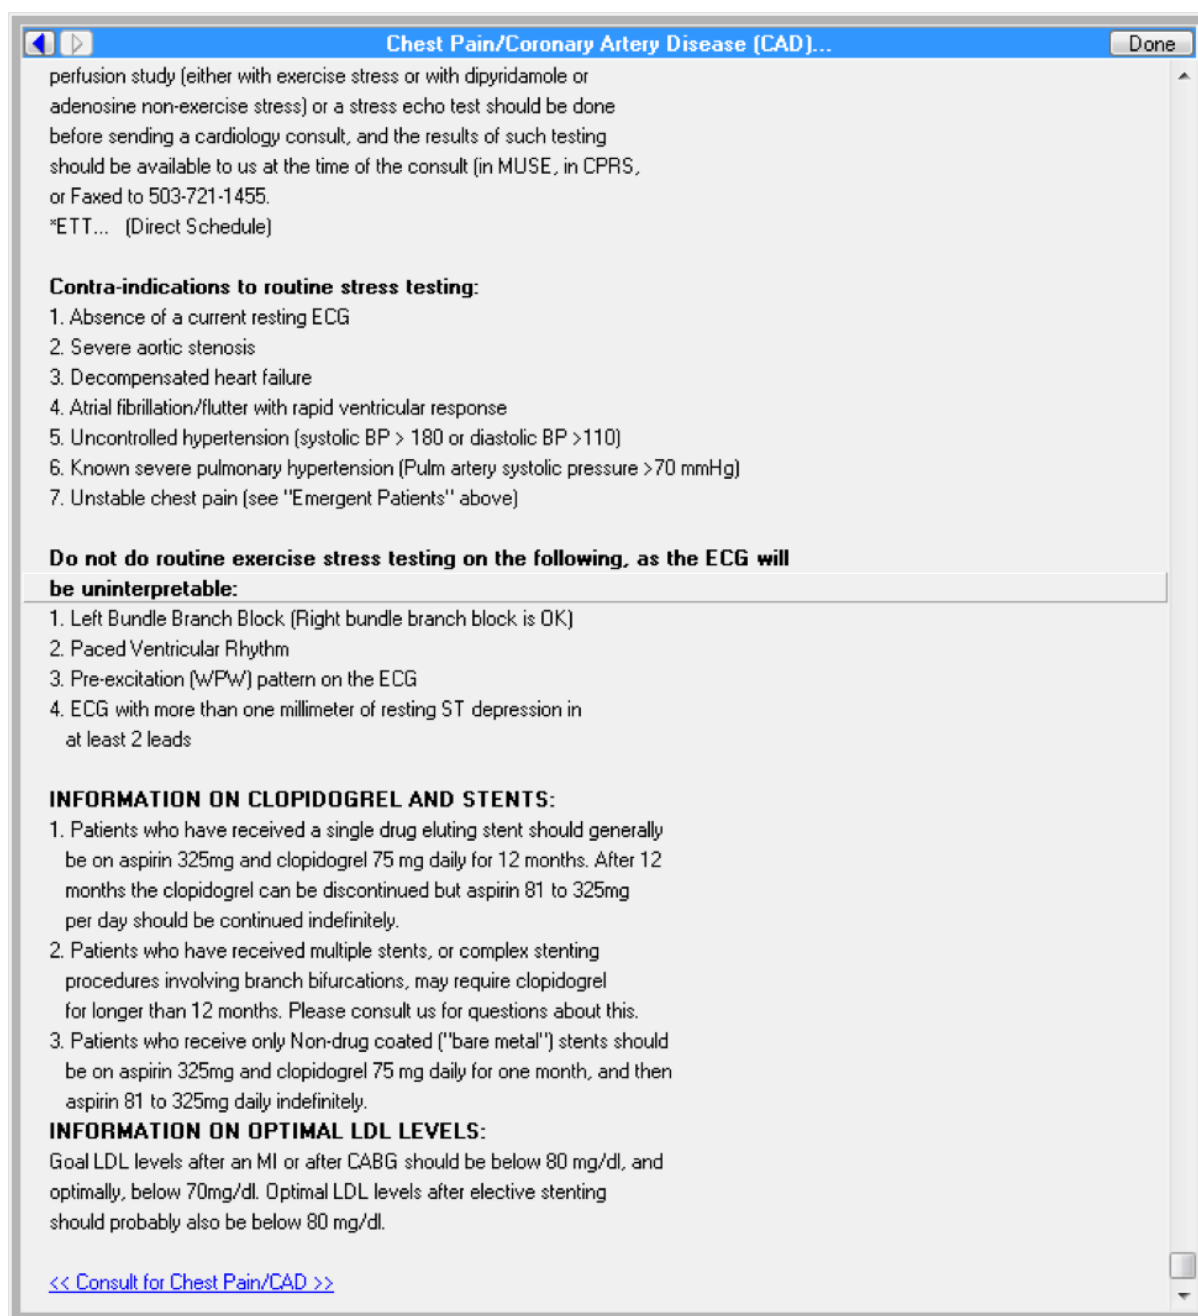 Chest Pain/Coronary Artery Disease (CAD)...
Done
perfusion study (either with exercise stress or with dipyridamole or
adenosine non-exercise stress) or a stress echo test should be done
before sending a cardiology consult, and the results of such testing
should be available to us at the time of the consult (in MUSE, in CPRS,
or Faxed to 503-721-1455.
*ETT... (Direct Schedule)
Contra-indications to routine stress testing:
1. Absence of a current resting ECG
2. Severe aortic stenosis
3. Decompensated heart failure
4. Atrial fibrillation/flutter with rapid ventricular response
5. Uncontrolled hypertension (systolic BP > 180 or diastolic BP >110)
6. Known severe pulmonary hypertension (Pulm artery systolic pressure >70 mmHg)
7. Unstable chest pain (see "Emergent Patients" above)
Do not do routine exercise stress testing on the following, as the ECG will
be uninterpretable:
1. Left Bundle Branch Block (Right bundle branch block is OK)
2. Paced Ventricular Rhythm
3. Pre-excitation (WPW) pattern on the ECG
4. ECG with more than one millimeter of resting ST depression in
at least 2 leads
INFORMATION ON CLOPIDOGREL AND STENTS:
1. Patients who have received a single drug eluting stent should generally
be on aspirin 325mg and clopidogrel 75 mg daily for 12 months. After 12
months the clopidogrel can be discontinued but aspirin 81 to 325mg
per day should be continued indefinitely.
2. Patients who have received multiple stents, or complex stenting
procedures involving branch bifurcations, may require clopidogrel
for longer than 12 months. Please consult us for questions about this.
3. Patients who receive only Non-drug coated ("bare metal") stents should
be on aspirin 325mg and clopidogrel 75 mg daily for one month, and then
aspirin 81 to 325mg daily indefinitely.
INFORMATION ON OPTIMAL LDL LEVELS:
Goal LDL levels after an MI or after CABG should be below 80 mg/dl, and
optimally, below 70mg/dl. Optimal LDL levels after elective stenting
should probably also be below 80 mg/dl.
<< Consult for Chest Pain/CAD >>